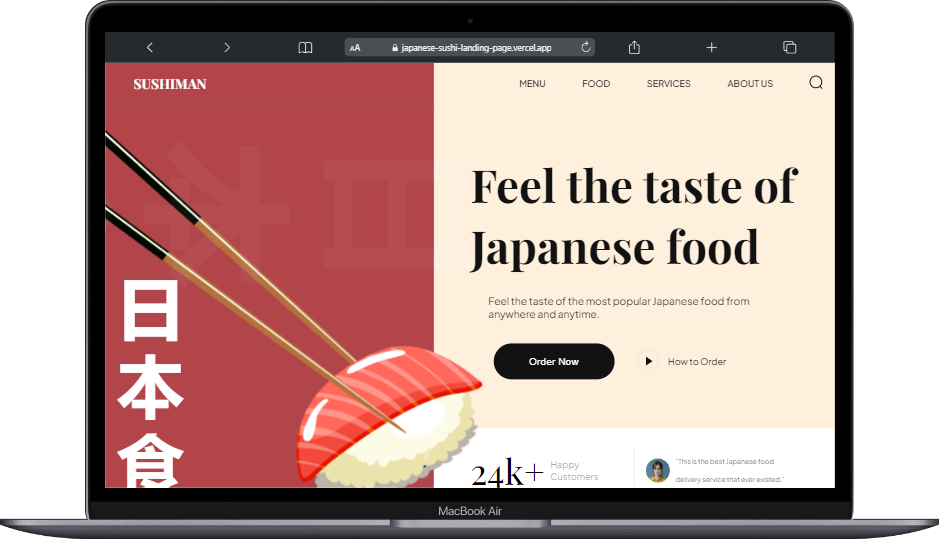 AA japanese-sushi-landing-page.vercel.app
SUSHIMAN
MENU FOOD SERVICES ABOUT US
Feel the taste of
Japanese food
Feel the taste of the most popular Japanese food from
anywhere and anytime.
Order Now
How to Order
日
本
食
24k+
Happy
Customers
"This is the best Japanese food
delivery service that ever existed."
MacBook Air